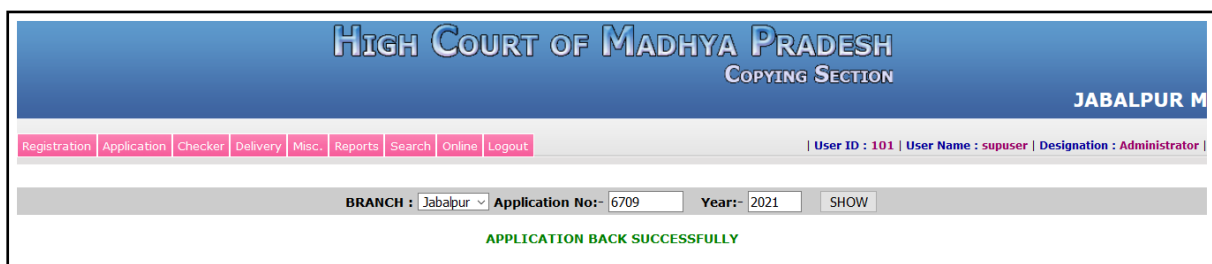 HIGH COURT OF MADHYA PRADESH
COPYING SECTION
JABALPUR M
Registration Application Checker Delivery Misc. Reports Search Online Logout | User ID : 101 | User Name : supuser | Designation : Administrator |
BRANCH : Jabalpur Application No:- 6709 Year:- 2021 SHOW
APPLICATION BACK SUCCESSFULLY